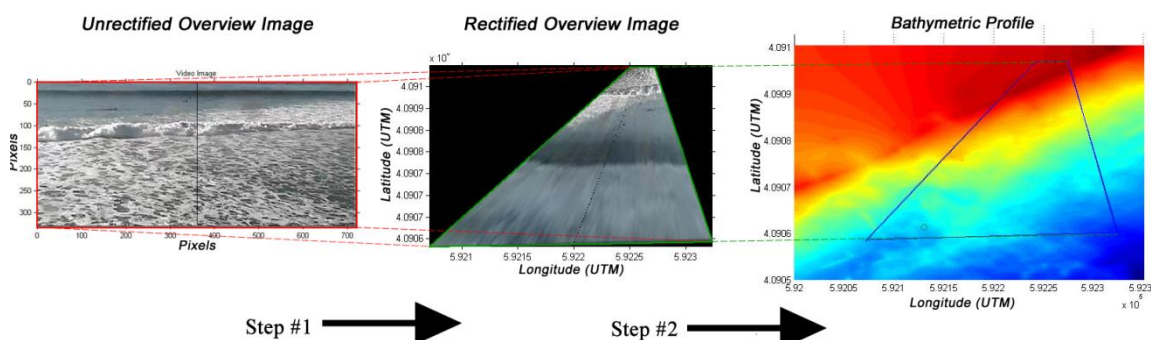 Unrectified Overview Image
Video Image
0
50
100
150
200
250
300
Pixels
0 100 200 300 400 500 600 700
Pixels
Rectified Overview Image
4.091
4.0908
4.0908
4.0907
4.0907
4.0906
Latitude (UTM)
5.921 5.9215 5.922 5.9225 5.923
Longitude (UTM)
Bathymetric Profile
4.091
4.0909
4.0908
4.0907
4.0906
4.0905
Latitude (UTM)
5.92 5.9205 5.921 5.9215 5.922 5.9225 5.923 5.923
Longitude (UTM)
Step #1
Step #2